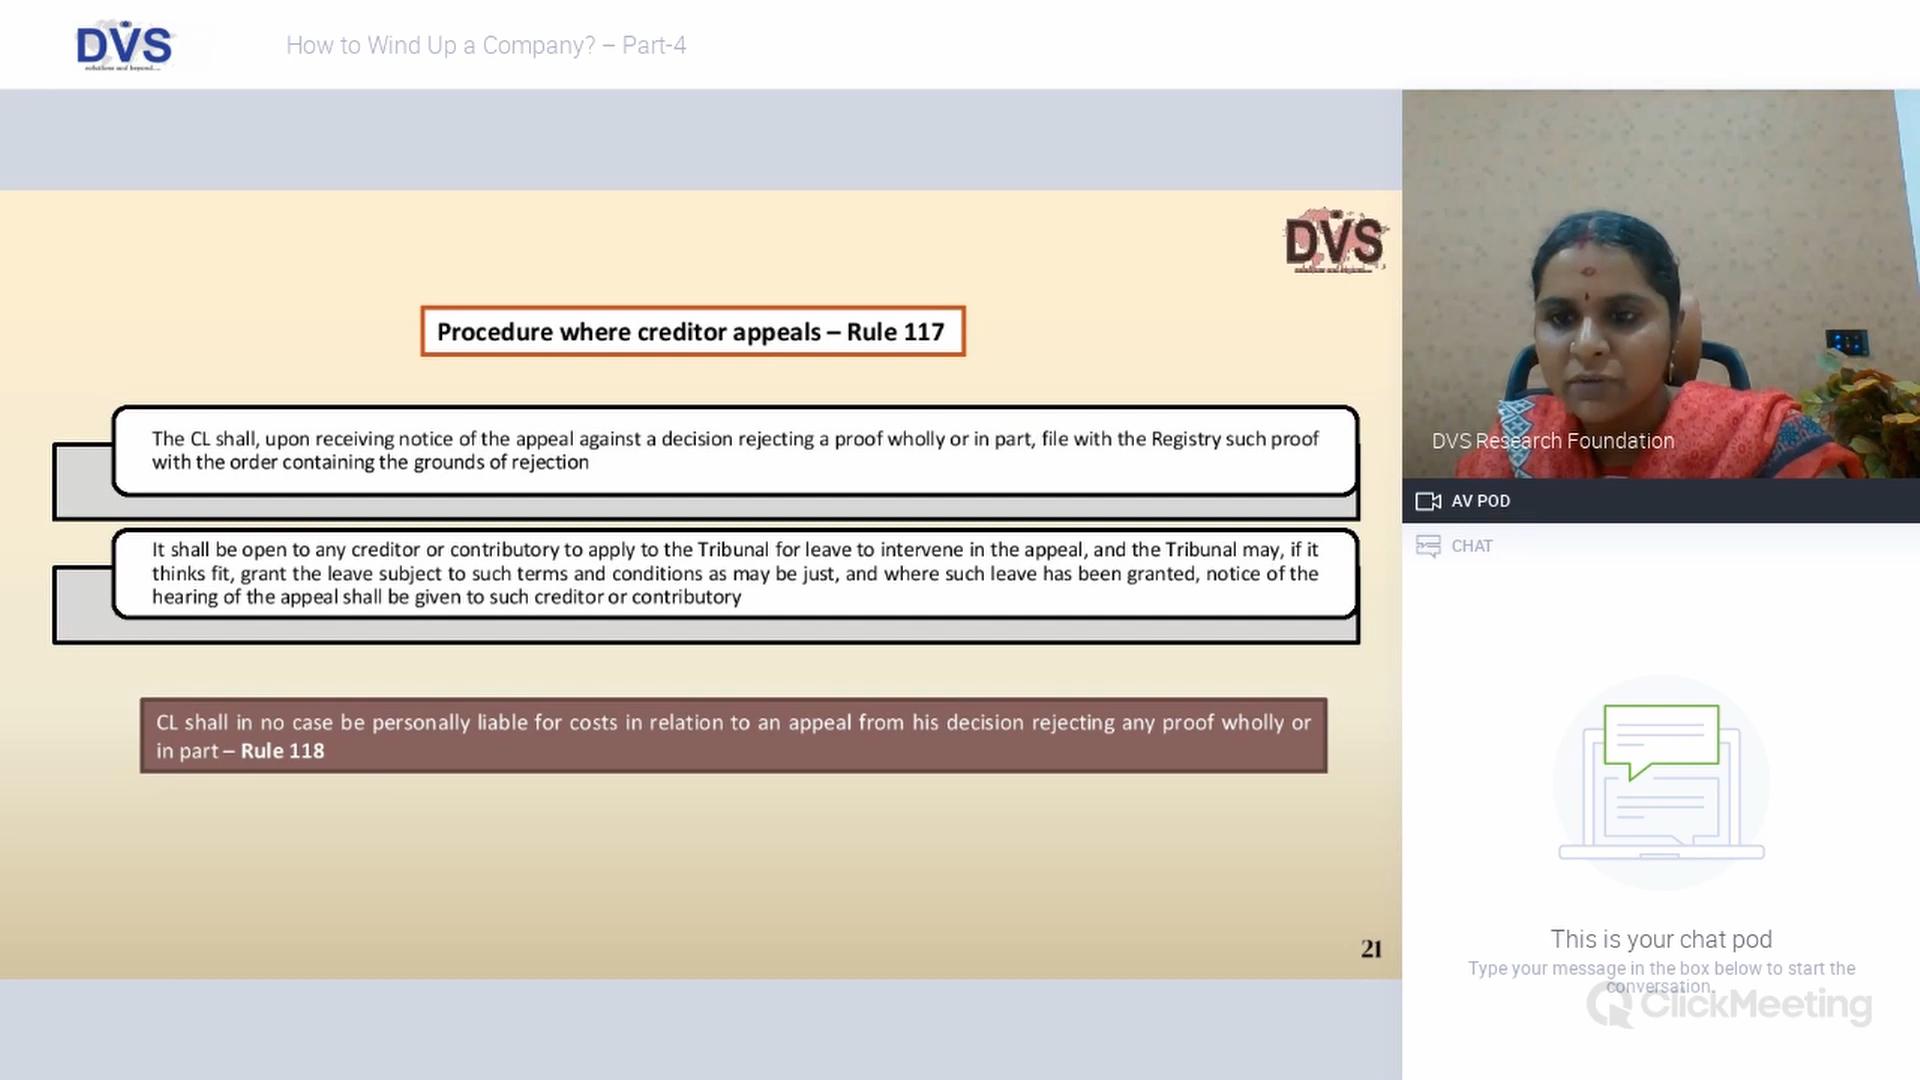 DVS
solutions and beyond....
How to Wind Up a Company? – Part-4
DVS
Procedure where creditor appeals – Rule 117
The CL shall, upon receiving notice of the appeal against a decision rejecting a proof wholly or in part, file with the Registry such proof
with the order containing the grounds of rejection
It shall be open to any creditor or contributory to apply to the Tribunal for leave to intervene in the appeal, and the Tribunal may, if it
thinks fit, grant the leave subject to such terms and conditions as may be just, and where such leave has been granted, notice of the
hearing of the appeal shall be given to such creditor or contributory
CL shall in no case be personally liable for costs in relation to an appeal from his decision rejecting any proof wholly or
in part – Rule 118
21
DVS Research Foundation
AV POD
CHAT
This is your chat pod
Type your message in the box below to start the
conversation.
ClickMeeting